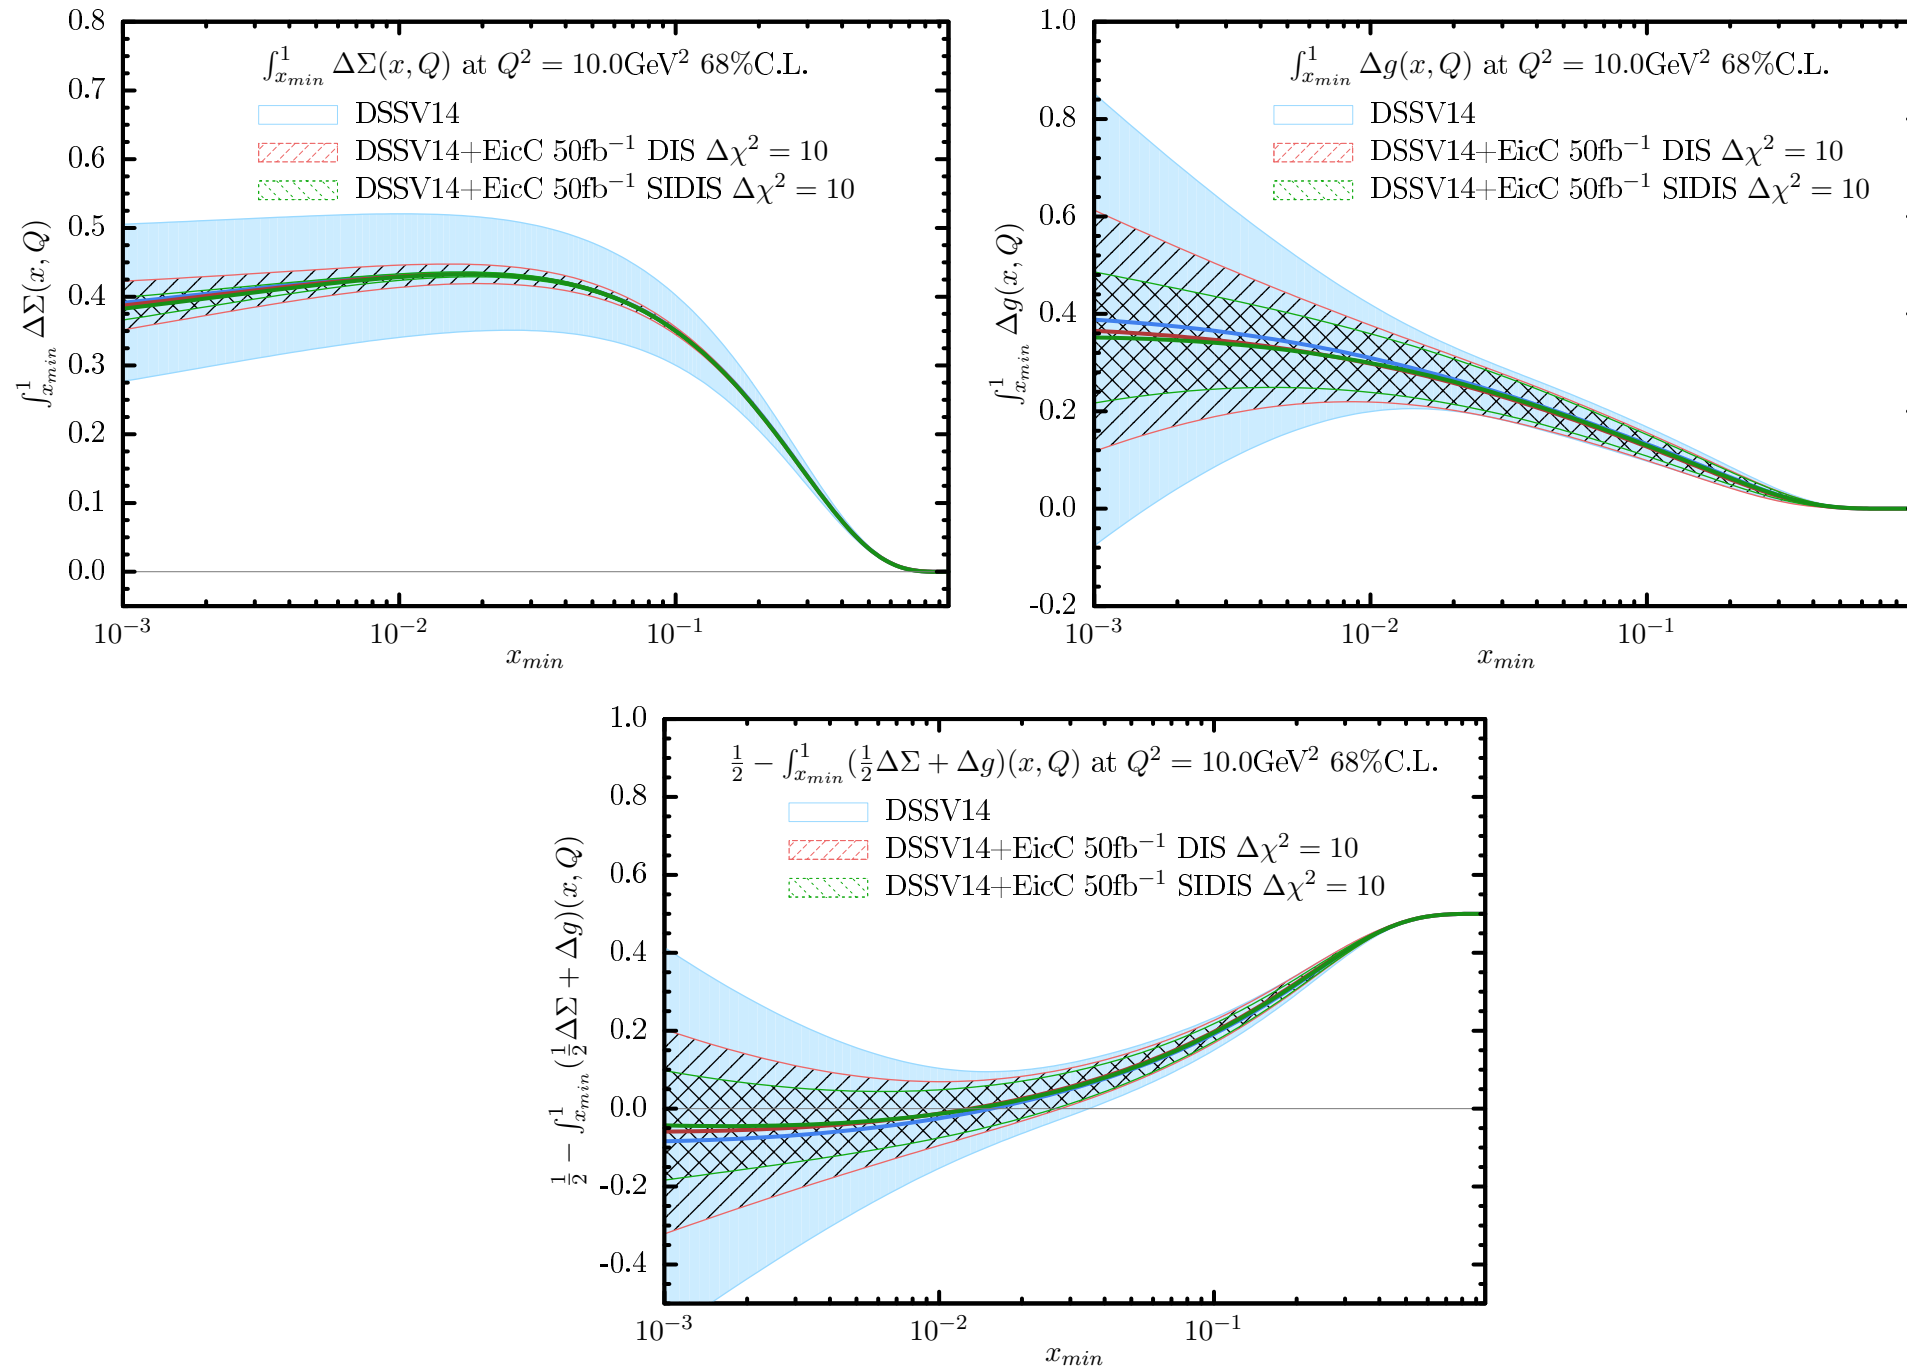 ∫¹ₓₘᵢₙ ΔΣ(x, Q) at Q² = 10.0GeV² 68%C.L.
DSSV14
DSSV14+EicC 50fb⁻¹ DIS Δχ² = 10
DSSV14+EicC 50fb⁻¹ SIDIS Δχ² = 10
∫¹ₓₘᵢₙ ΔΣ(x, Q)
0.8
0.7
0.6
0.5
0.4
0.3
0.2
0.1
0.0
10⁻³ 10⁻² 10⁻¹
xₘᵢₙ
∫¹ₓₘᵢₙ Δg(x, Q) at Q² = 10.0GeV² 68%C.L.
DSSV14
DSSV14+EicC 50fb⁻¹ DIS Δχ² = 10
DSSV14+EicC 50fb⁻¹ SIDIS Δχ² = 10
∫¹ₓₘᵢₙ Δg(x, Q)
1.0
0.8
0.6
0.4
0.2
0.0
-0.2
10⁻³ 10⁻² 10⁻¹
xₘᵢₙ
½ − ∫¹ₓₘᵢₙ(½ΔΣ + Δg)(x, Q) at Q² = 10.0GeV² 68%C.L.
DSSV14
DSSV14+EicC 50fb⁻¹ DIS Δχ² = 10
DSSV14+EicC 50fb⁻¹ SIDIS Δχ² = 10
½ − ∫¹ₓₘᵢₙ(½ΔΣ + Δg)(x, Q)
1.0
0.8
0.6
0.4
0.2
0.0
-0.2
-0.4
10⁻³ 10⁻² 10⁻¹
xₘᵢₙ